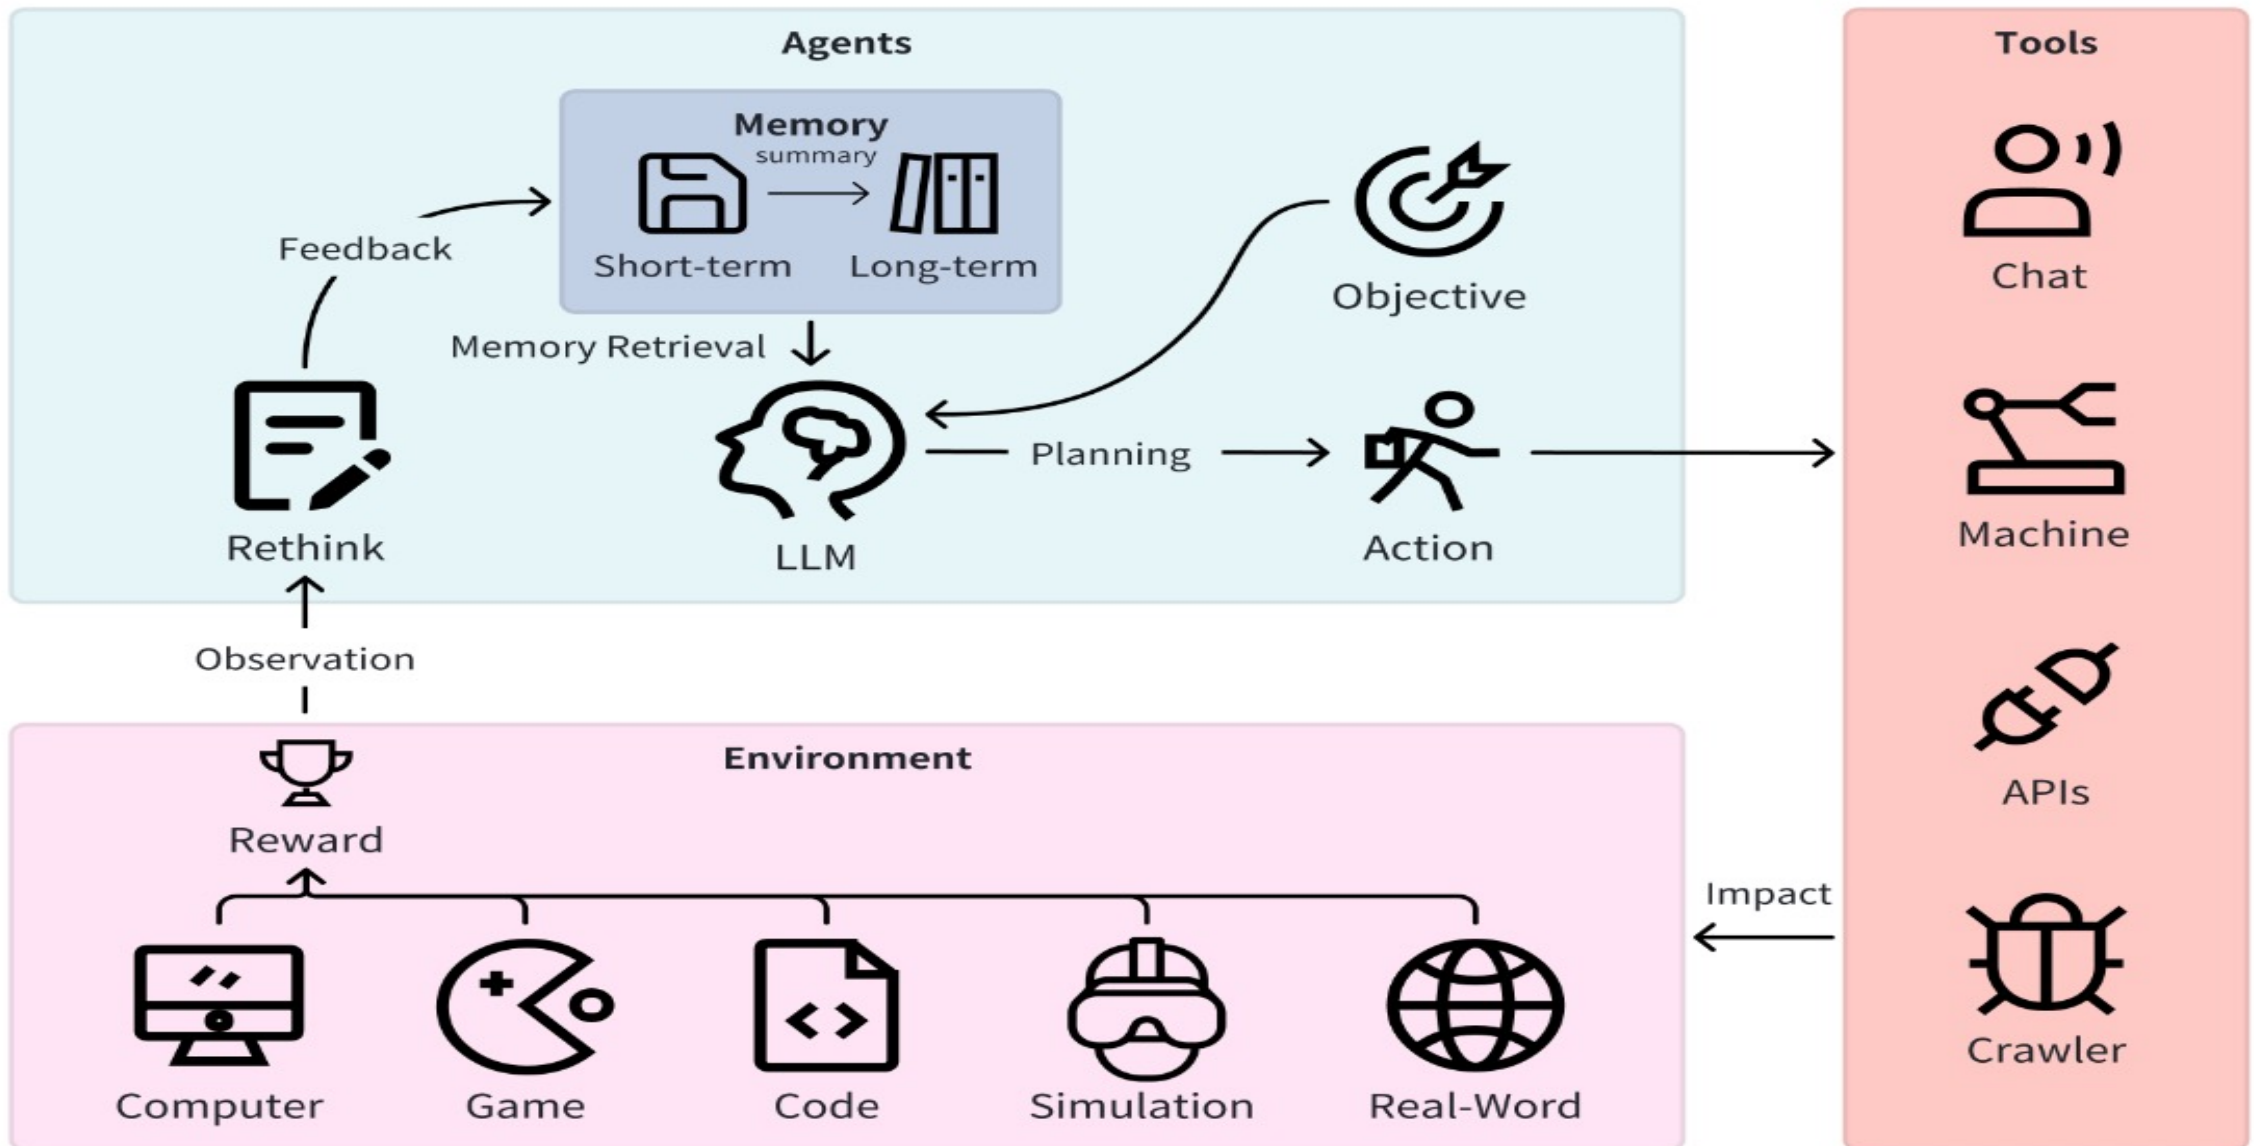 Agents
Memory
summary
Short-term
Long-term
Feedback
Memory Retrieval
Objective
Rethink
LLM
Planning
Action
Observation
Tools
Chat
Machine
APIs
Crawler
Impact
Environment
Reward
Computer
Game
Code
Simulation
Real-Word